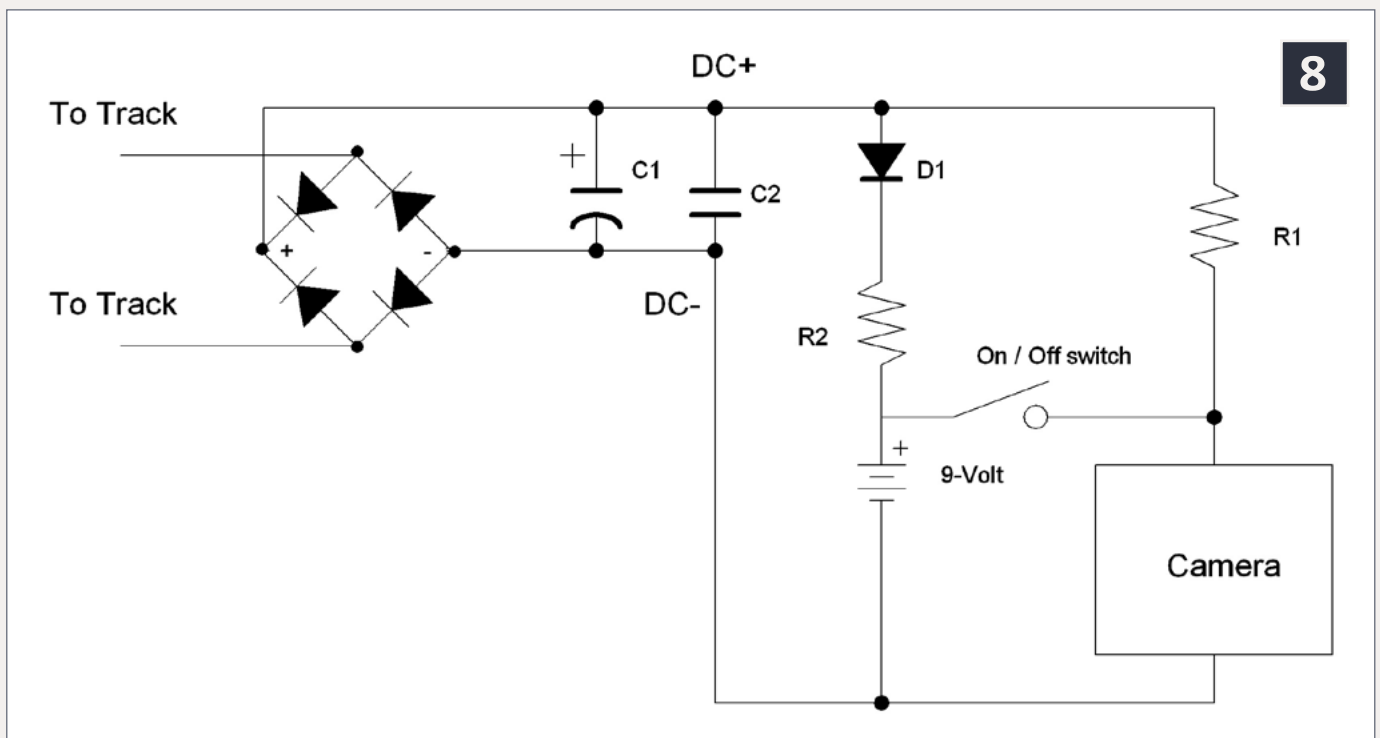 8
DC+
To Track
+
C1
C2
D1
R1
+
-
To Track
DC-
R2
On / Off switch
+
9-Volt
Camera